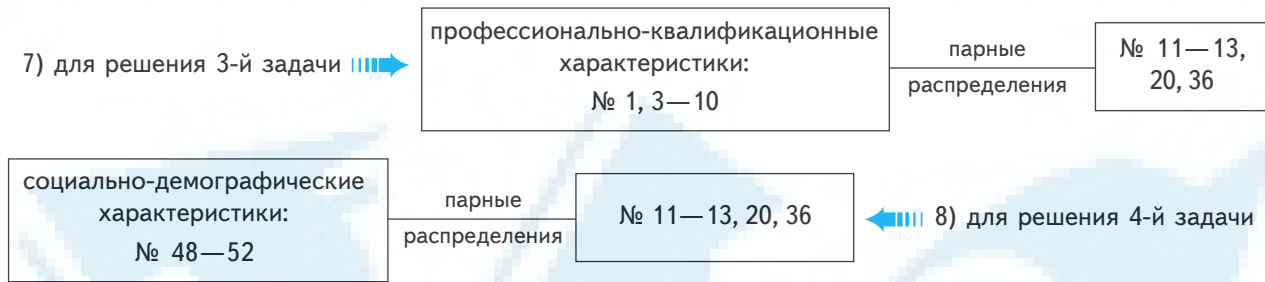 7) для решения 3-й задачи
профессионально-квалификационные
характеристики:
№ 1, 3—10
парные
распределения
№ 11—13,
20, 36
социально-демографические
характеристики:
№ 48—52
парные
распределения
№ 11—13, 20, 36
8) для решения 4-й задачи